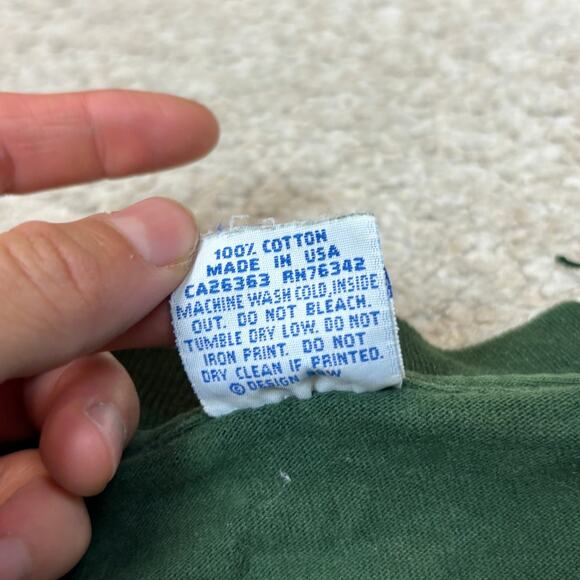 100% COTTON
MADE IN USA
CA26363 RN76342
MACHINE WASH COLD, INSIDE
OUT. DO NOT BLEACH.
TUMBLE DRY LOW. DO NOT
IRON PRINT. DO NOT
DRY CLEAN IF PRINTED.
© DESIGN